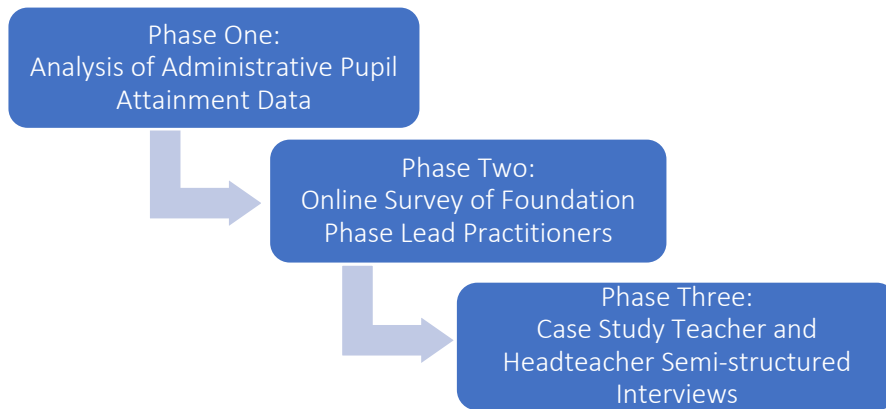 Phase One:
Analysis of Administrative Pupil
Attainment Data
Phase Two:
Online Survey of Foundation
Phase Lead Practitioners
Phase Three:
Case Study Teacher and
Headteacher Semi-structured
Interviews